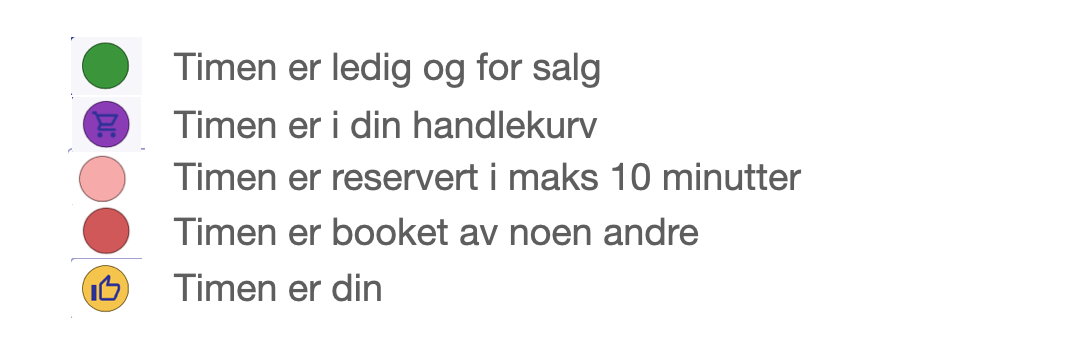 Timen er ledig og for salg
Timen er i din handlekurv
Timen er reservert i maks 10 minutter
Timen er booket av noen andre
Timen er din